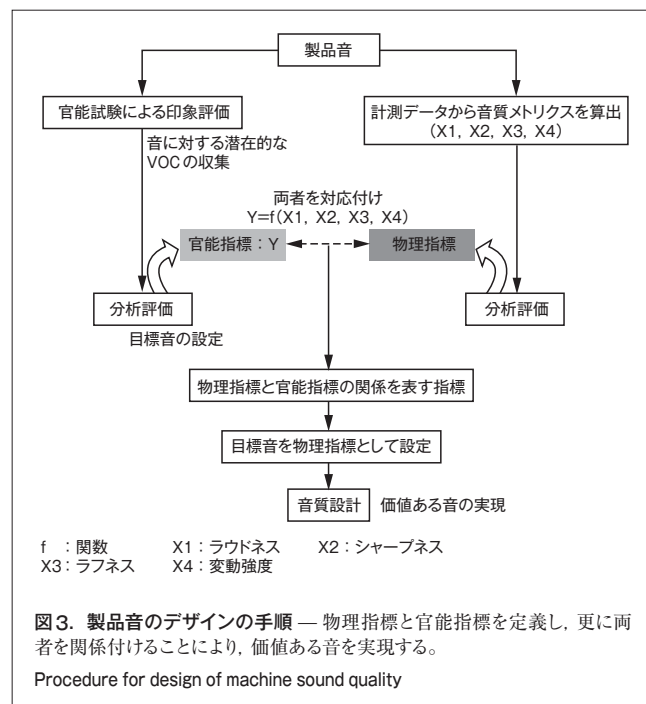 製品音
官能試験による印象評価
計測データから音質メトリクスを算出
（X1, X2, X3, X4）
音に対する潜在的な
VOCの収集
両者を対応付け
Y=f（X1, X2, X3, X4）
官能指標：Y
物理指標
分析評価
目標音の設定
分析評価
物理指標と官能指標の関係を表す指標
目標音を物理指標として設定
音質設計 価値ある音の実現
f ：関数 X1：ラウドネス X2：シャープネス
X3：ラフネス X4：変動強度
図3. 製品音のデザインの手順 — 物理指標と官能指標を定義し, 更に両
者を関係付けることにより, 価値ある音を実現する。
Procedure for design of machine sound quality